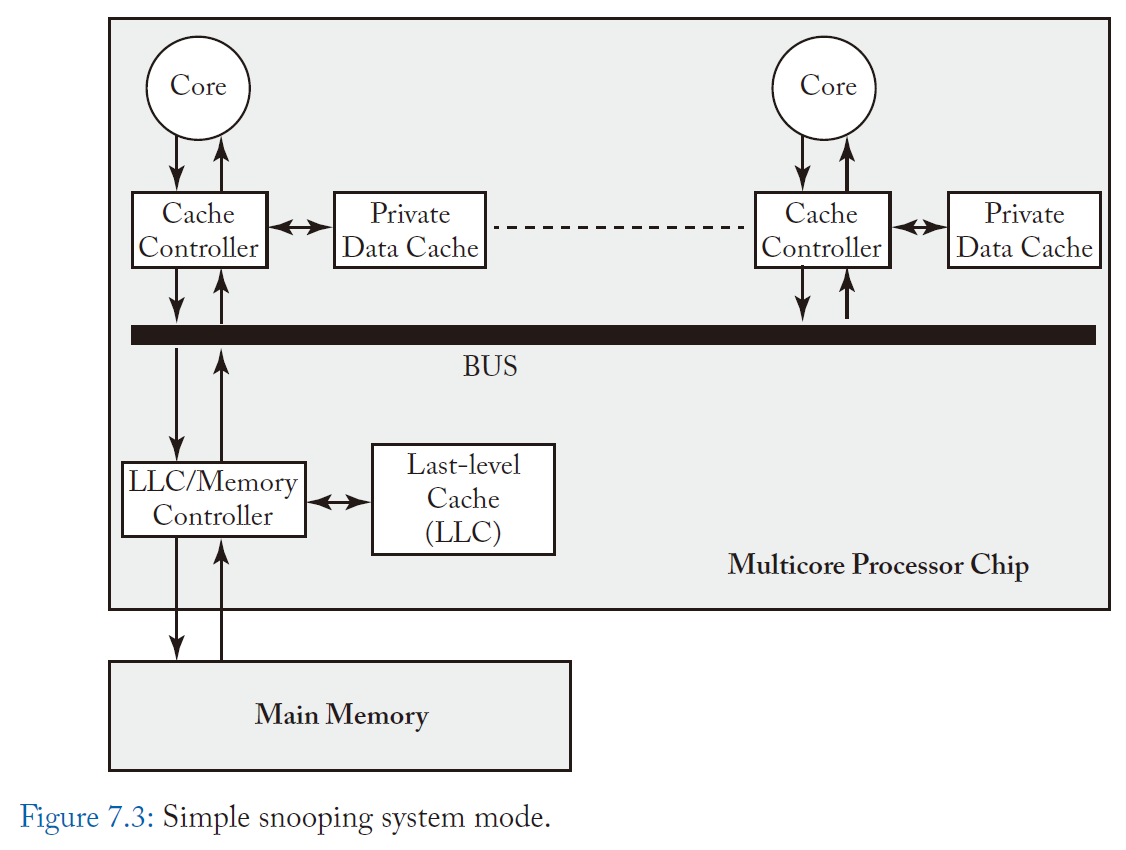 Core
Core
Cache
Controller
Private
Data Cache
Cache
Controller
Private
Data Cache
BUS
LLC/Memory
Controller
Last-level
Cache
(LLC)
Multicore Processor Chip
Main Memory
Figure 7.3: Simple snooping system mode.